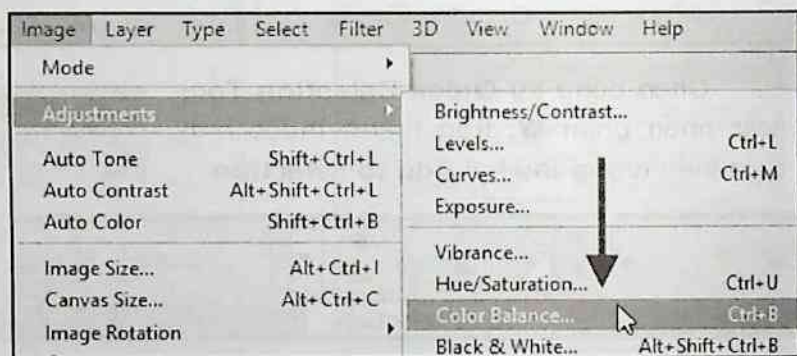 Image Layer Type Select Filter 3D View Window Help
Mode
Adjustments
Auto Tone Shift+Ctrl+L
Auto Contrast Alt+Shift+Ctrl+L
Auto Color Shift+Ctrl+B
Image Size... Alt+Ctrl+I
Canvas Size... Alt+Ctrl+C
Image Rotation
Brightness/Contrast...
Levels... Ctrl+L
Curves... Ctrl+M
Exposure...
Vibrance...
Hue/Saturation... Ctrl+U
Color Balance... Ctrl+B
Black & White... Alt+Shift+Ctrl+B